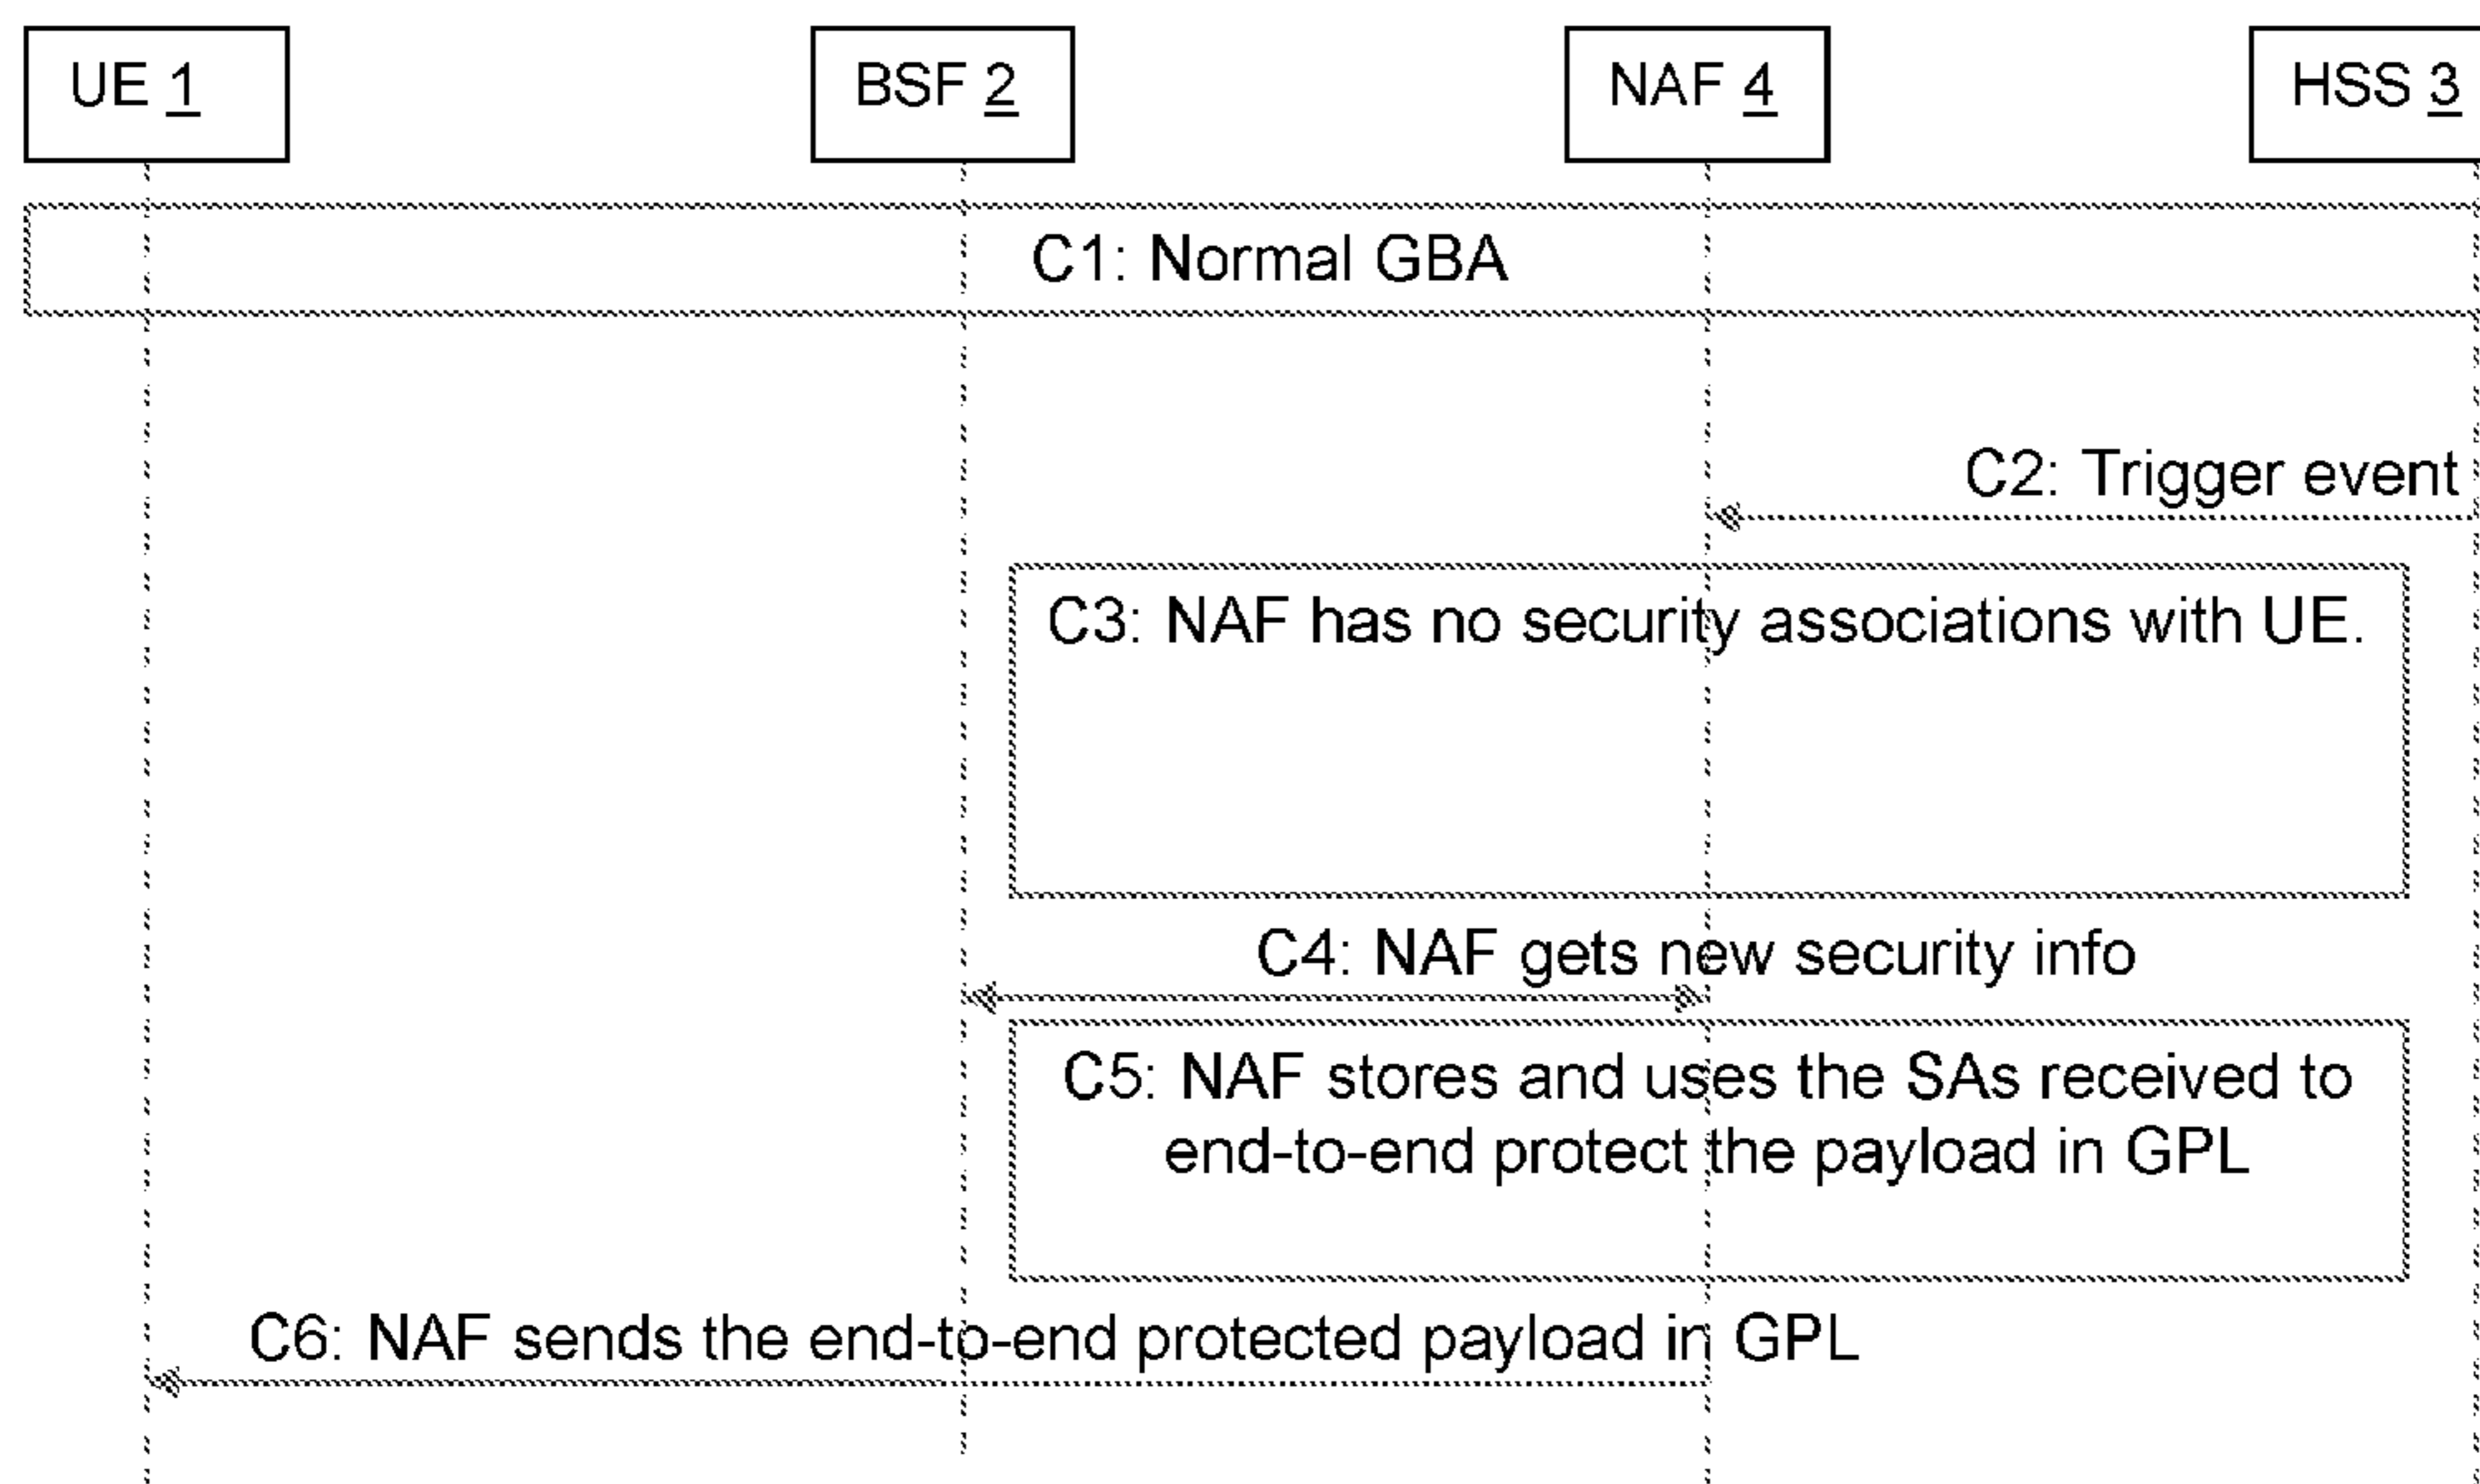 UE 1
BSF 2
NAF 4
HSS 3
C1: Normal GBA
C2: Trigger event
C3: NAF has no security associations with UE.
C4: NAF gets new security info
C5: NAF stores and uses the SAs received to
end-to-end protect the payload in GPL
C6: NAF sends the end-to-end protected payload in GPL